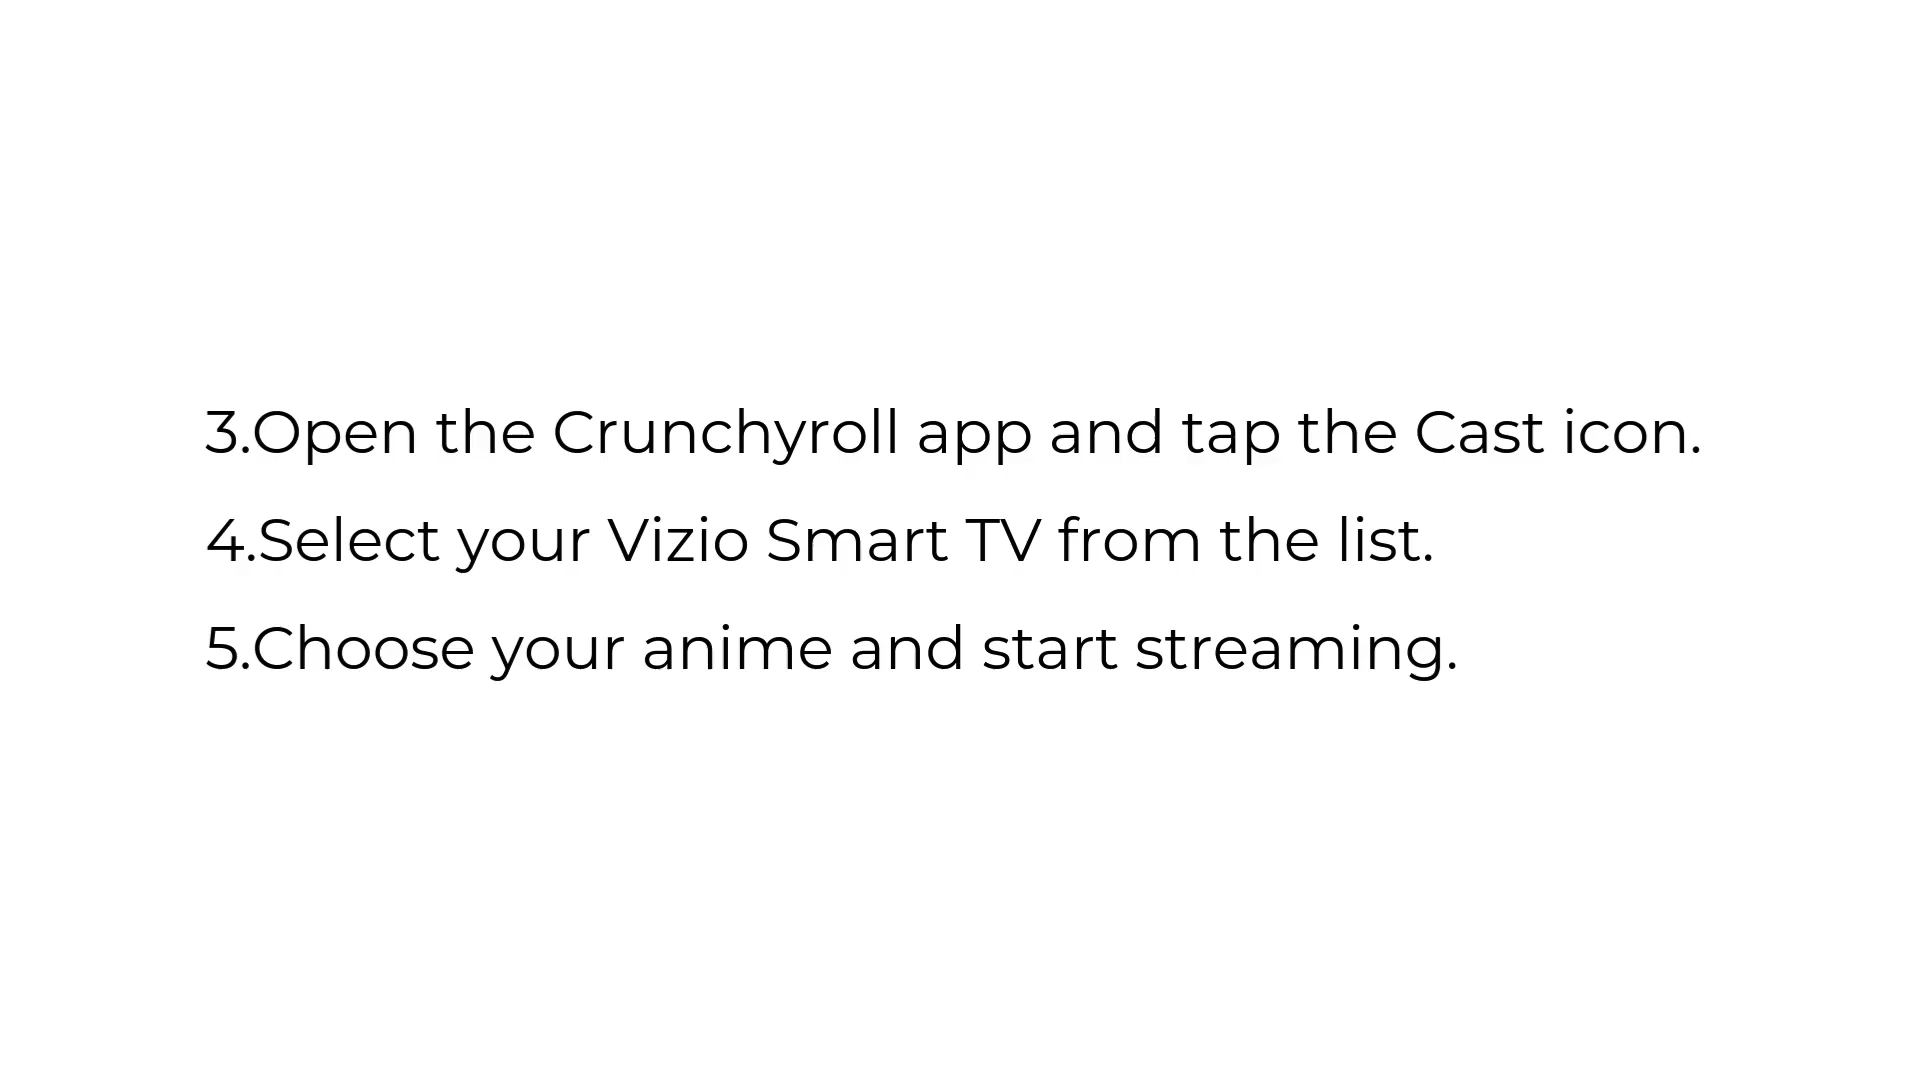 3.Open the Crunchyroll app and tap the Cast icon.
4.Select your Vizio Smart TV from the list.
5.Choose your anime and start streaming.